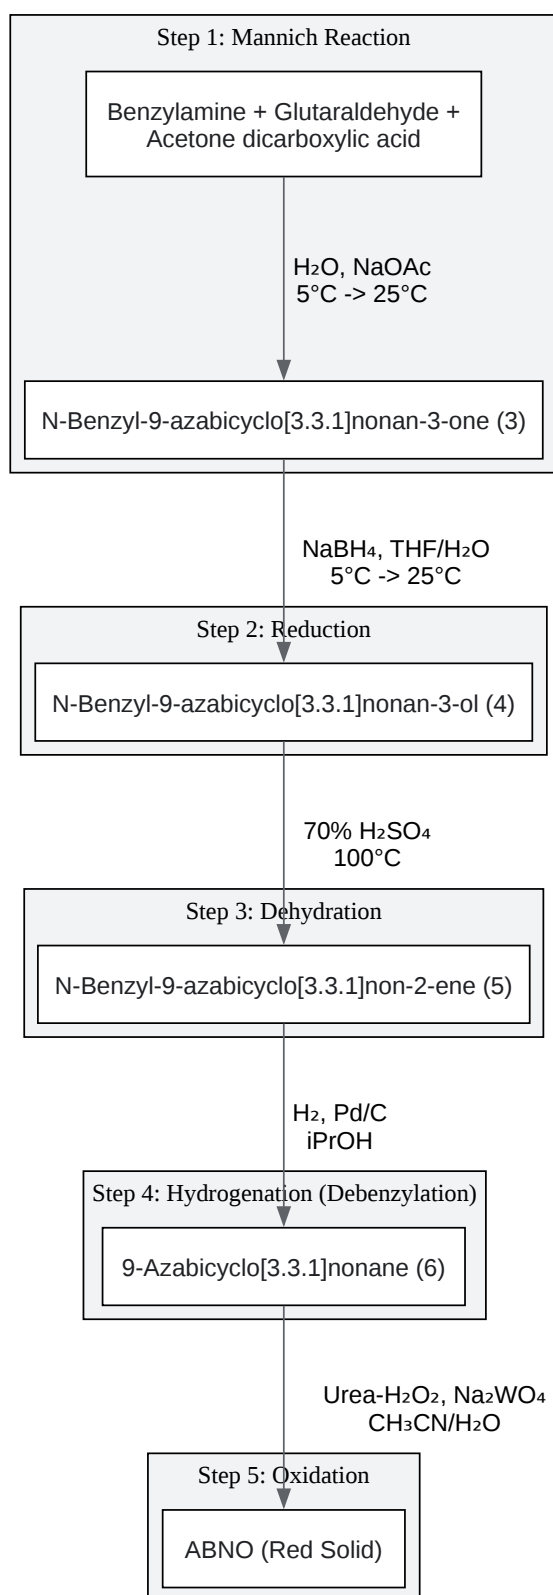 Step 1: Mannich Reaction
Benzylamine + Glutaraldehyde +
Acetone dicarboxylic acid
H₂O, NaOAc
5°C -> 25°C
N-Benzyl-9-azabicyclo[3.3.1]nonan-3-one (3)
NaBH₄, THF/H₂O
5°C -> 25°C
Step 2: Reduction
N-Benzyl-9-azabicyclo[3.3.1]nonan-3-ol (4)
70% H₂SO₄
100°C
Step 3: Dehydration
N-Benzyl-9-azabicyclo[3.3.1]non-2-ene (5)
H₂, Pd/C
iPrOH
Step 4: Hydrogenation (Debenzylation)
9-Azabicyclo[3.3.1]nonane (6)
Urea-H₂O₂, Na₂WO₄
CH₃CN/H₂O
Step 5: Oxidation
ABNO (Red Solid)